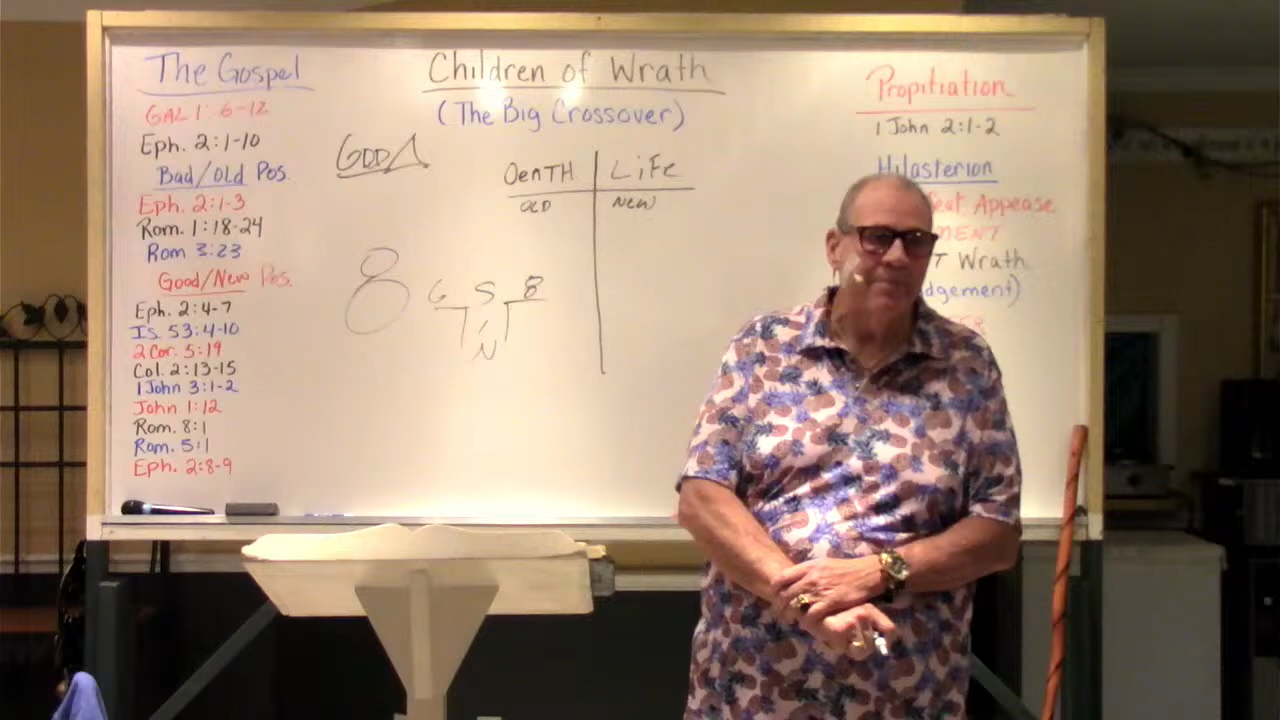 The Gospel
GAL 1:6-12
Eph. 2:1-10
Bad/Old Pos.
Eph. 2:1-3
Rom. 1:18-24
Rom 3:23
Good/New Pos.
Eph. 2:4-7
Is. 53:4-10
2 Cor. 5:19
Col. 2:13-15
1 John 3:1-2
John 1:12
Rom. 8:1
Rom. 5:1
Eph. 2:8-9
Children of Wrath
(The Big Crossover)
GOD
DeATH LiFe
OLD NEW
8
6 S 8
N
Propitiation
1 John 2:1-2
Hilasterion
Appease
Wrath